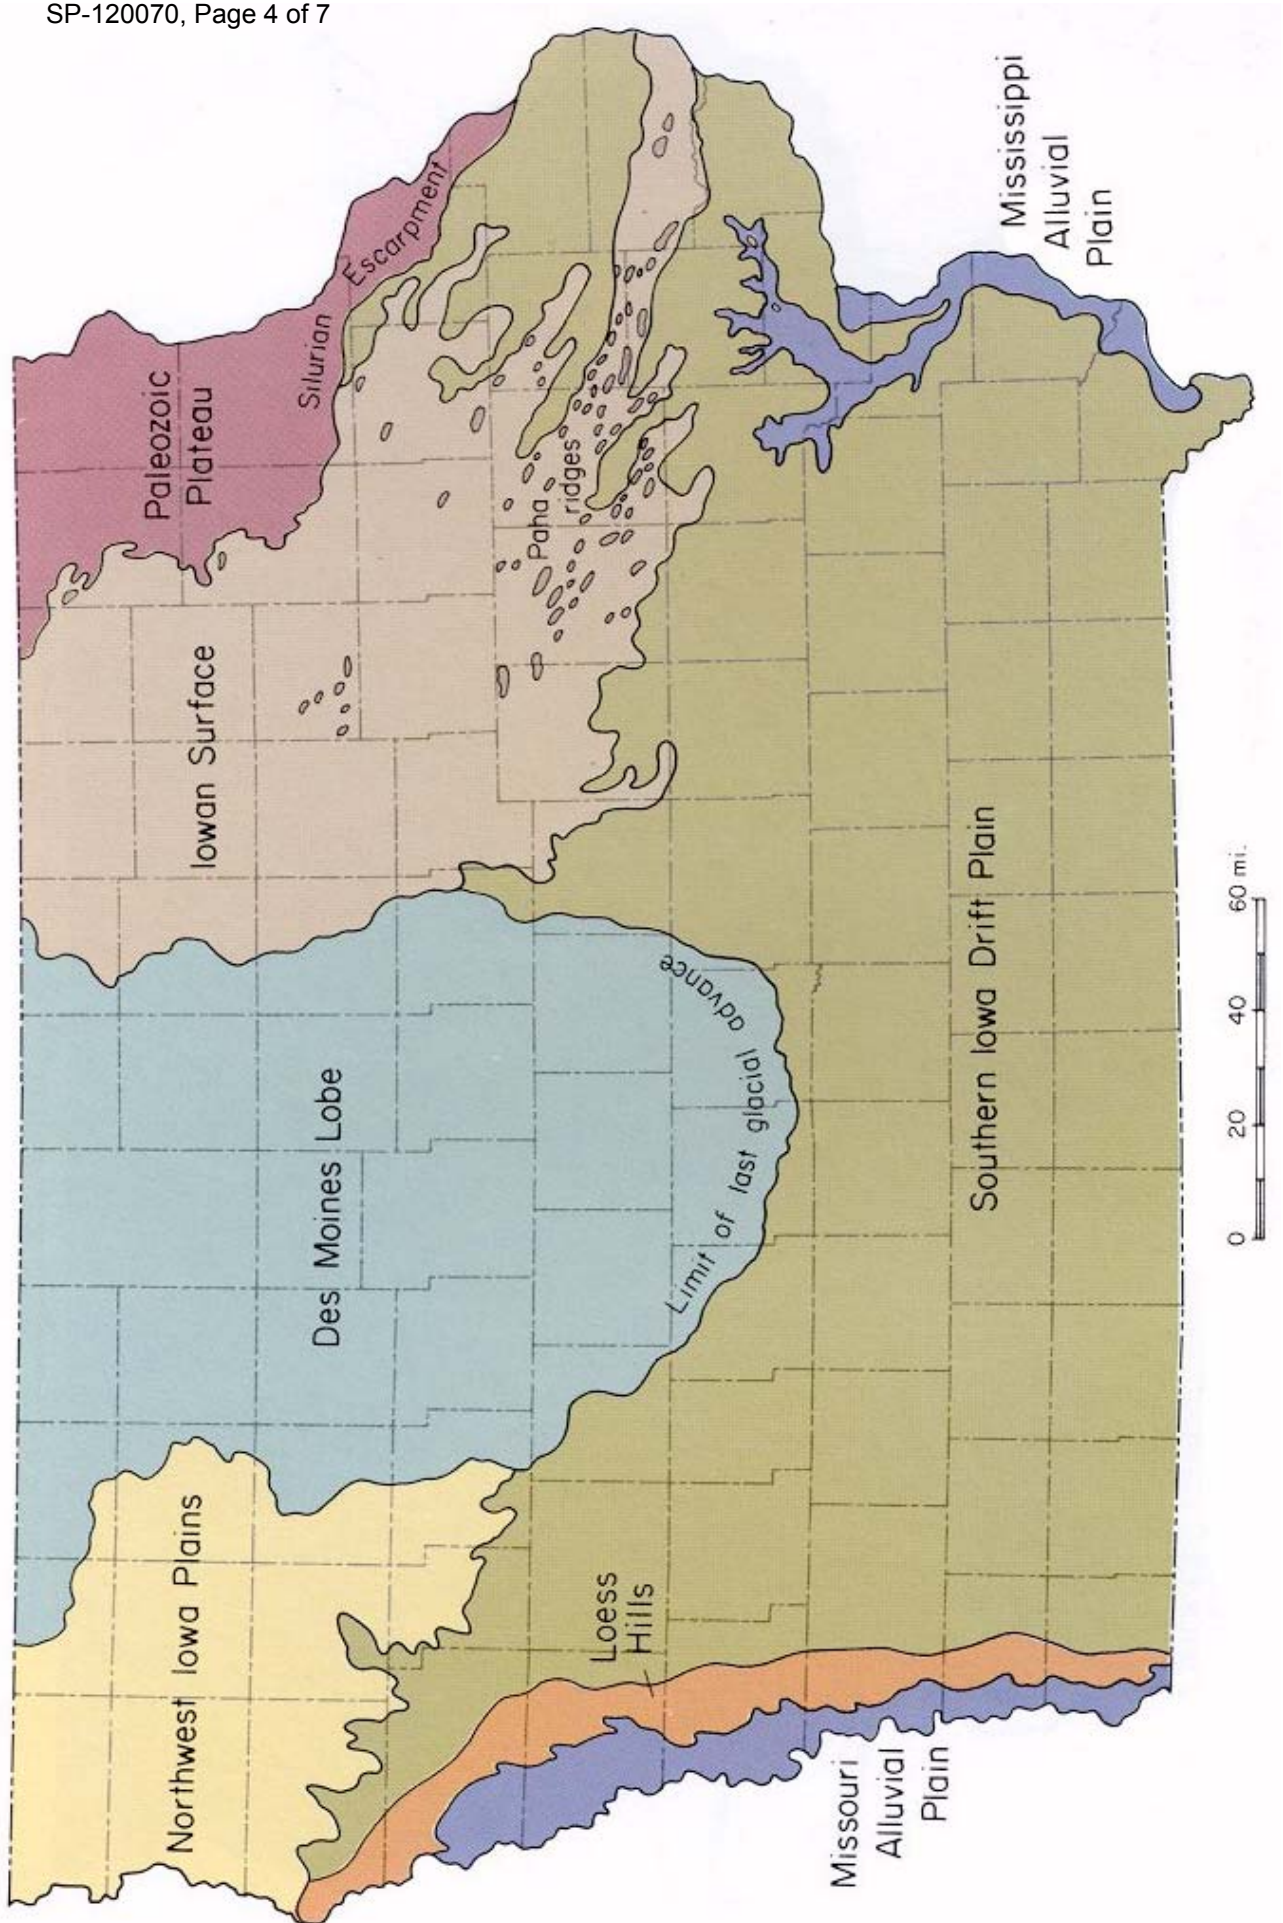 SP-120070, Page 4 of 7
Northwest Iowa Plains
Des Moines Lobe
Iowan Surface
Paleozoic
Plateau
Silurian Escarpment
Paha
ridges
Limit of last glacial advance
Loess
Hills
Southern Iowa Drift Plain
Missouri
Alluvial
Plain
Mississippi
Alluvial
Plain
0 20 40 60 mi.